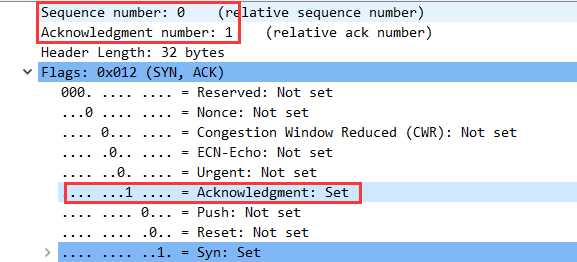 Sequence number: 0 (relative sequence number)
Acknowledgment number: 1 (relative ack number)
Header Length: 32 bytes
Flags: 0x012 (SYN, ACK)
000. .... .... = Reserved: Not set
...0 .... .... = Nonce: Not set
.... 0... .... = Congestion Window Reduced (CWR): Not set
.... .0.. .... = ECN-Echo: Not set
.... ..0. .... = Urgent: Not set
.... ...1 .... = Acknowledgment: Set
.... .... 0... = Push: Not set
.... .... .0.. = Reset: Not set
.... .... ..1. = Syn: Set